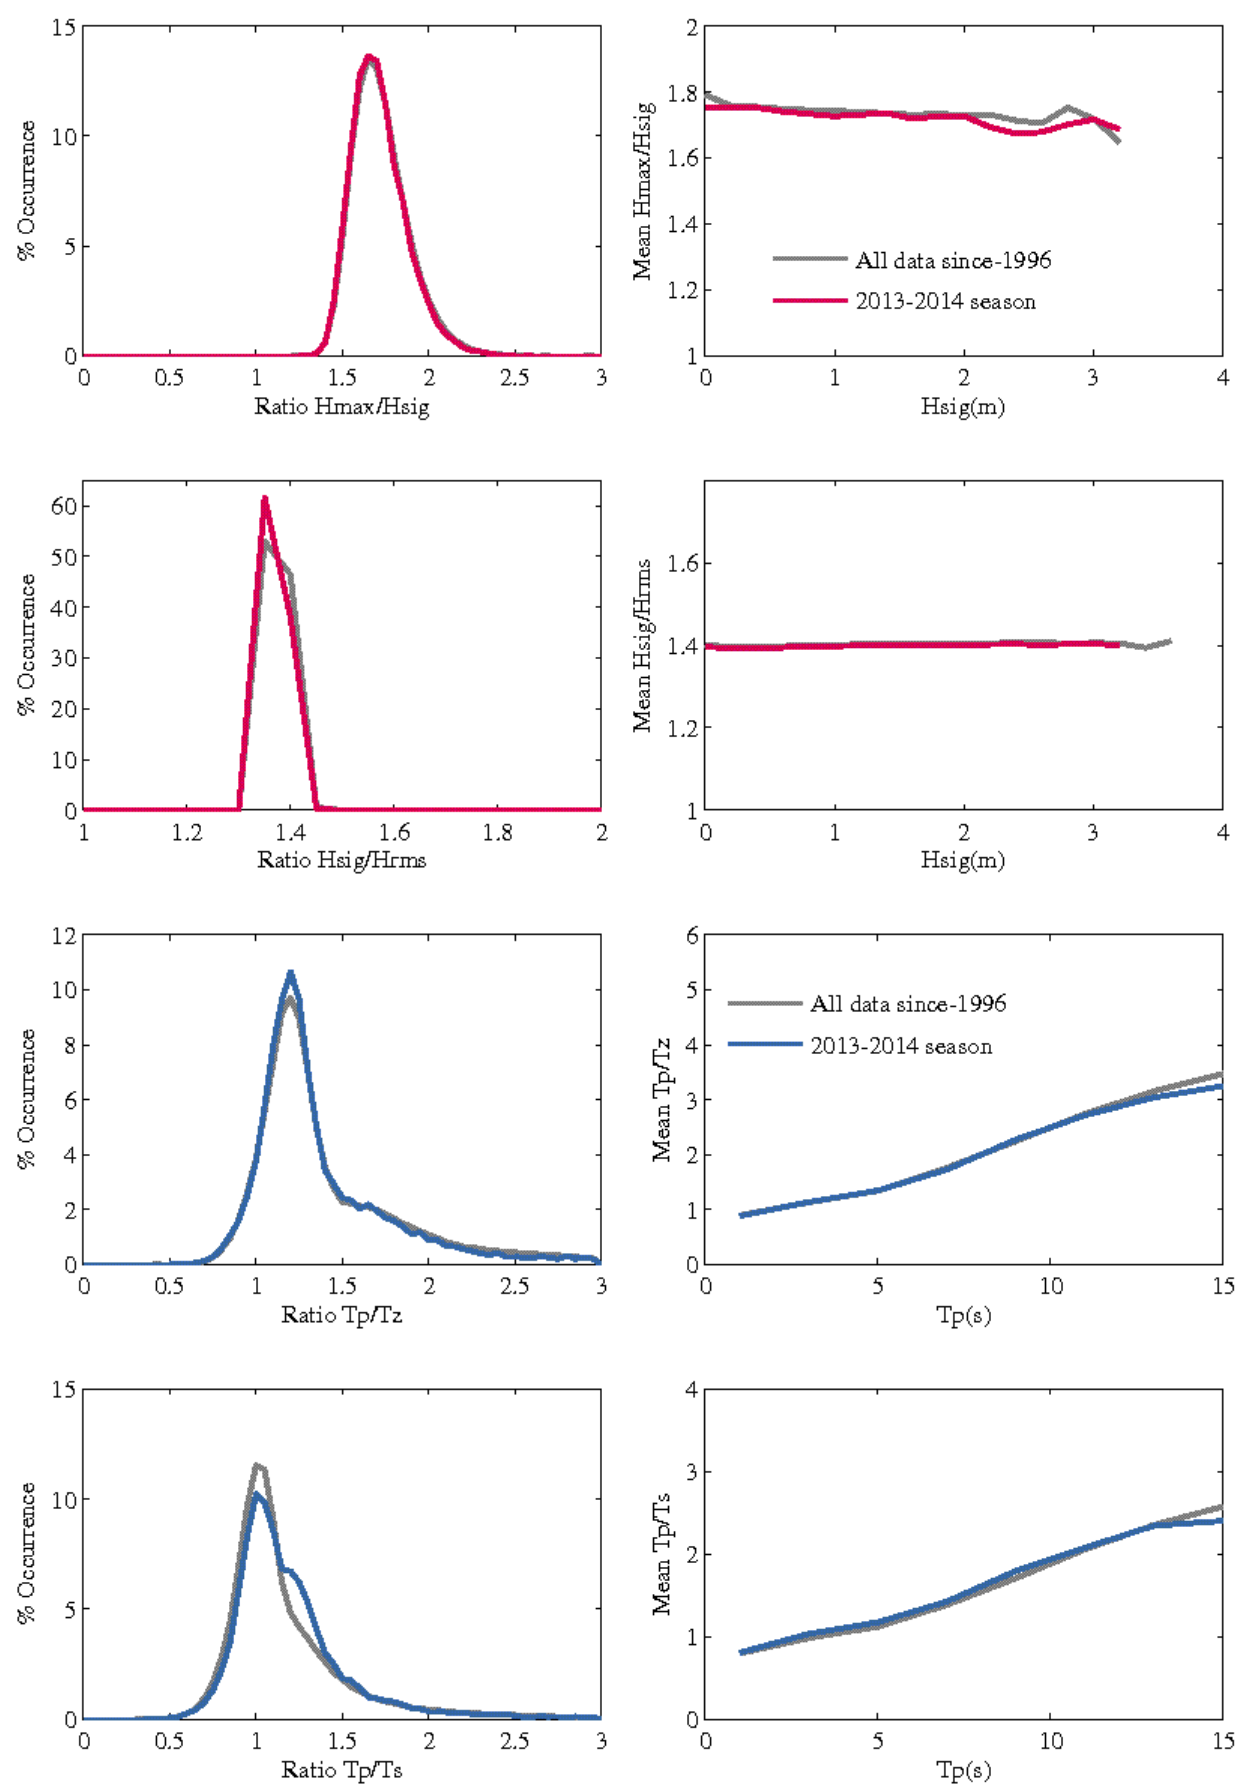 15
10
5
0
% Occurrence
0 0.5 1 1.5 2 2.5 3
Ratio Hmax/Hsig
2
1.8
1.6
1.4
1.2
1
Mean Hmax/Hsig
All data since-1996
2013-2014 season
0 1 2 3 4
Hsig(m)
60
50
40
30
20
10
0
% Occurrence
1 1.2 1.4 1.6 1.8 2
Ratio Hsig/Hrms
1.6
1.4
1.2
1
Mean Hsig/Hrms
0 1 2 3 4
Hsig(m)
12
10
8
6
4
2
0
% Occurrence
0 0.5 1 1.5 2 2.5 3
Ratio Tp/Tz
6
5
4
3
2
1
0
Mean Tp/Tz
All data since-1996
2013-2014 season
0 5 10 15
Tp(s)
15
10
5
0
% Occurrence
0 0.5 1 1.5 2 2.5 3
Ratio Tp/Ts
4
3
2
1
0
Mean Tp/Ts
0 5 10 15
Tp(s)